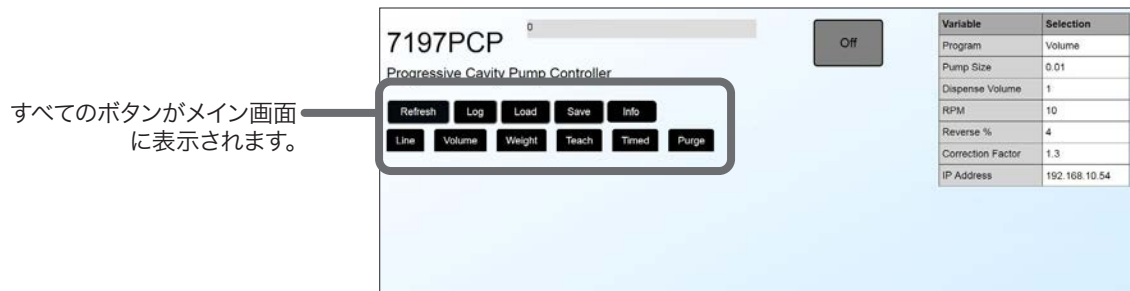 すべてのボタンがメイン画面
に表示されます。
7197PCP
0
Progressive Cavity Pump Controller
Refresh Log Load Save Info
Line Volume Weight Teach Timed Purge
Off
Variable Selection
Program Volume
Pump Size 0.01
Dispense Volume 1
RPM 10
Reverse % 4
Correction Factor 1.3
IP Address 192.168.10.54